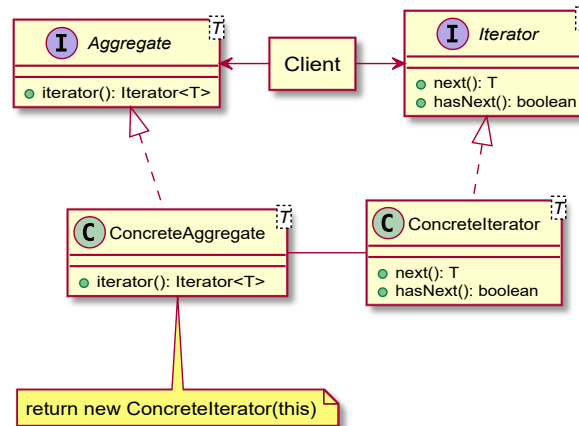 I Aggregate T
iterator(): Iterator<T>
Client
I Iterator
next(): T
hasNext(): boolean
C ConcreteAggregate T
iterator(): Iterator<T>
C ConcreteIterator T
next(): T
hasNext(): boolean
return new ConcreteIterator(this)